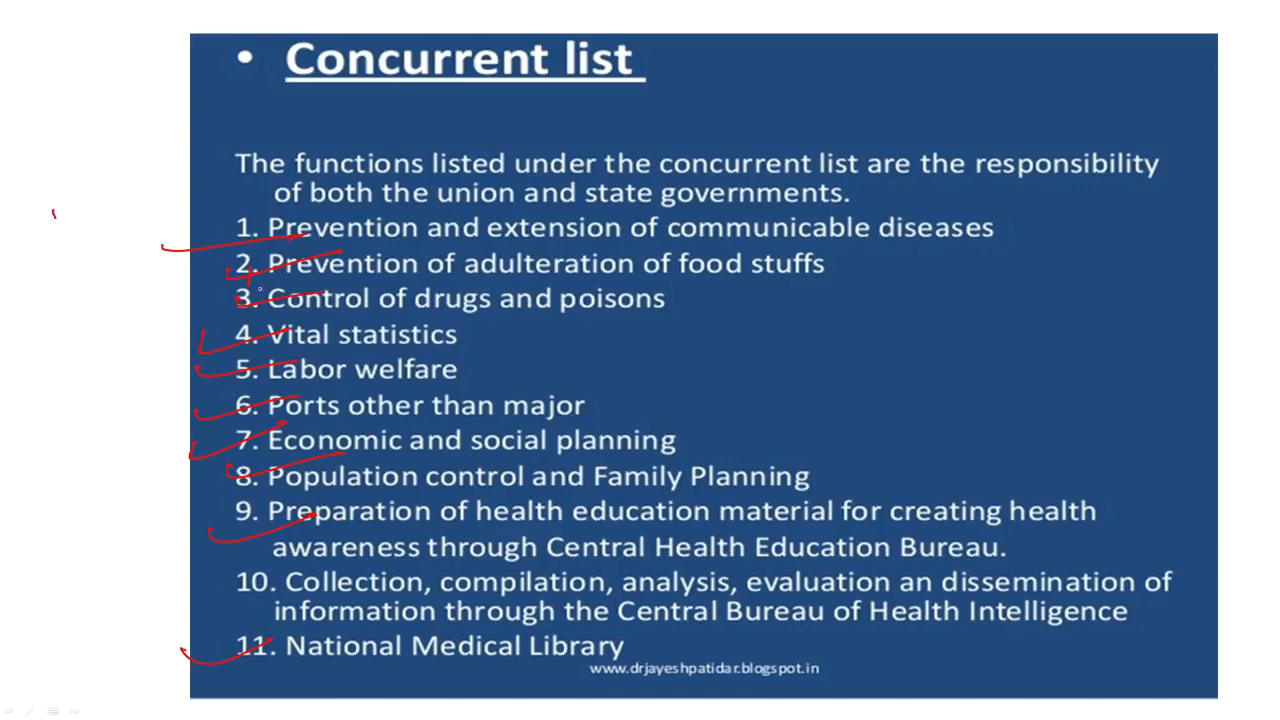 • Concurrent list
The functions listed under the concurrent list are the responsibility
of both the union and state governments.
1. Prevention and extension of communicable diseases
2. Prevention of adulteration of food stuffs
3. Control of drugs and poisons
4. Vital statistics
5. Labor welfare
6. Ports other than major
7. Economic and social planning
8. Population control and Family Planning
9. Preparation of health education material for creating health
awareness through Central Health Education Bureau.
10. Collection, compilation, analysis, evaluation an dissemination of
information through the Central Bureau of Health Intelligence
11. National Medical Library
www.drjayeshpatidar.blogspot.in